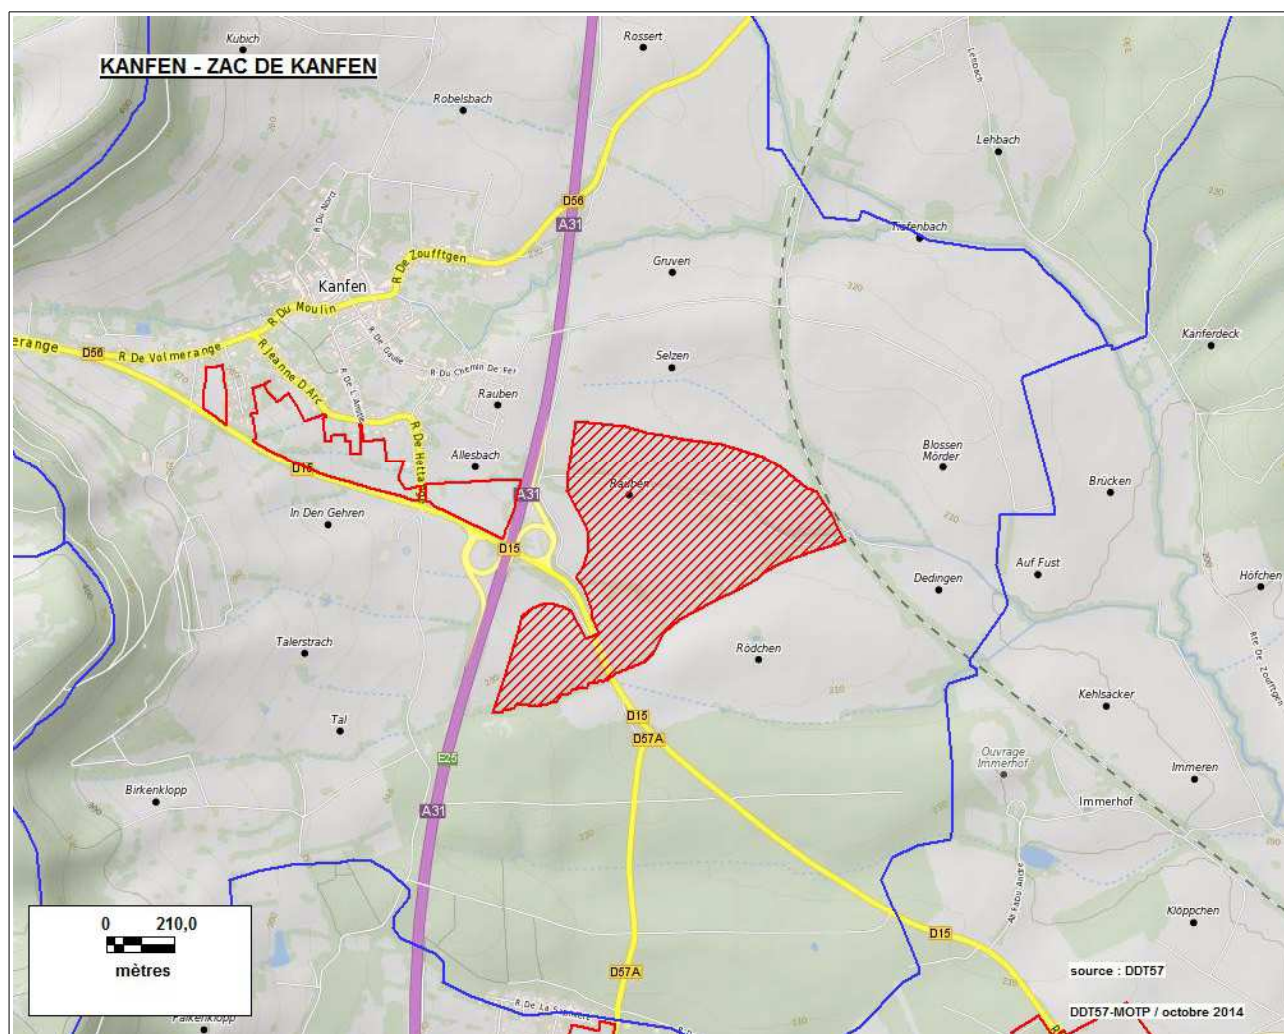 KANFEN - ZAC DE KANFEN
Kubich
Rossert
Robelsbach
Lehbach
Lehbach
R Du Nord
D56
A31
Tiefenbach
R De Zoufftgen
Gruven
Kanfen
R Du Moulin
R De Gaulle
Kanferdeck
erange
D56
R De Volmerange
R Jeanne D Arc
Selzen
R Du Chemin De Fer
Rauben
R De Hettange
Allesbach
Blossen
Mörder
D15
A31
Rauben
Brücken
In Den Gehren
D15
Auf Fust
Dedingen
Höfchen
Talerstrach
Rödchen
Rte De Zoufftgen
Kehlsacker
Tal
D15
D57A
E25
Ouvrage
Immerhof
Immeren
Birkenklopp
A31
Immerhof
0 210,0
mètres
Klöppchen
D15
D57A
source : DDT57
DDT57-MOTP / octobre 2014
Falkenklopp